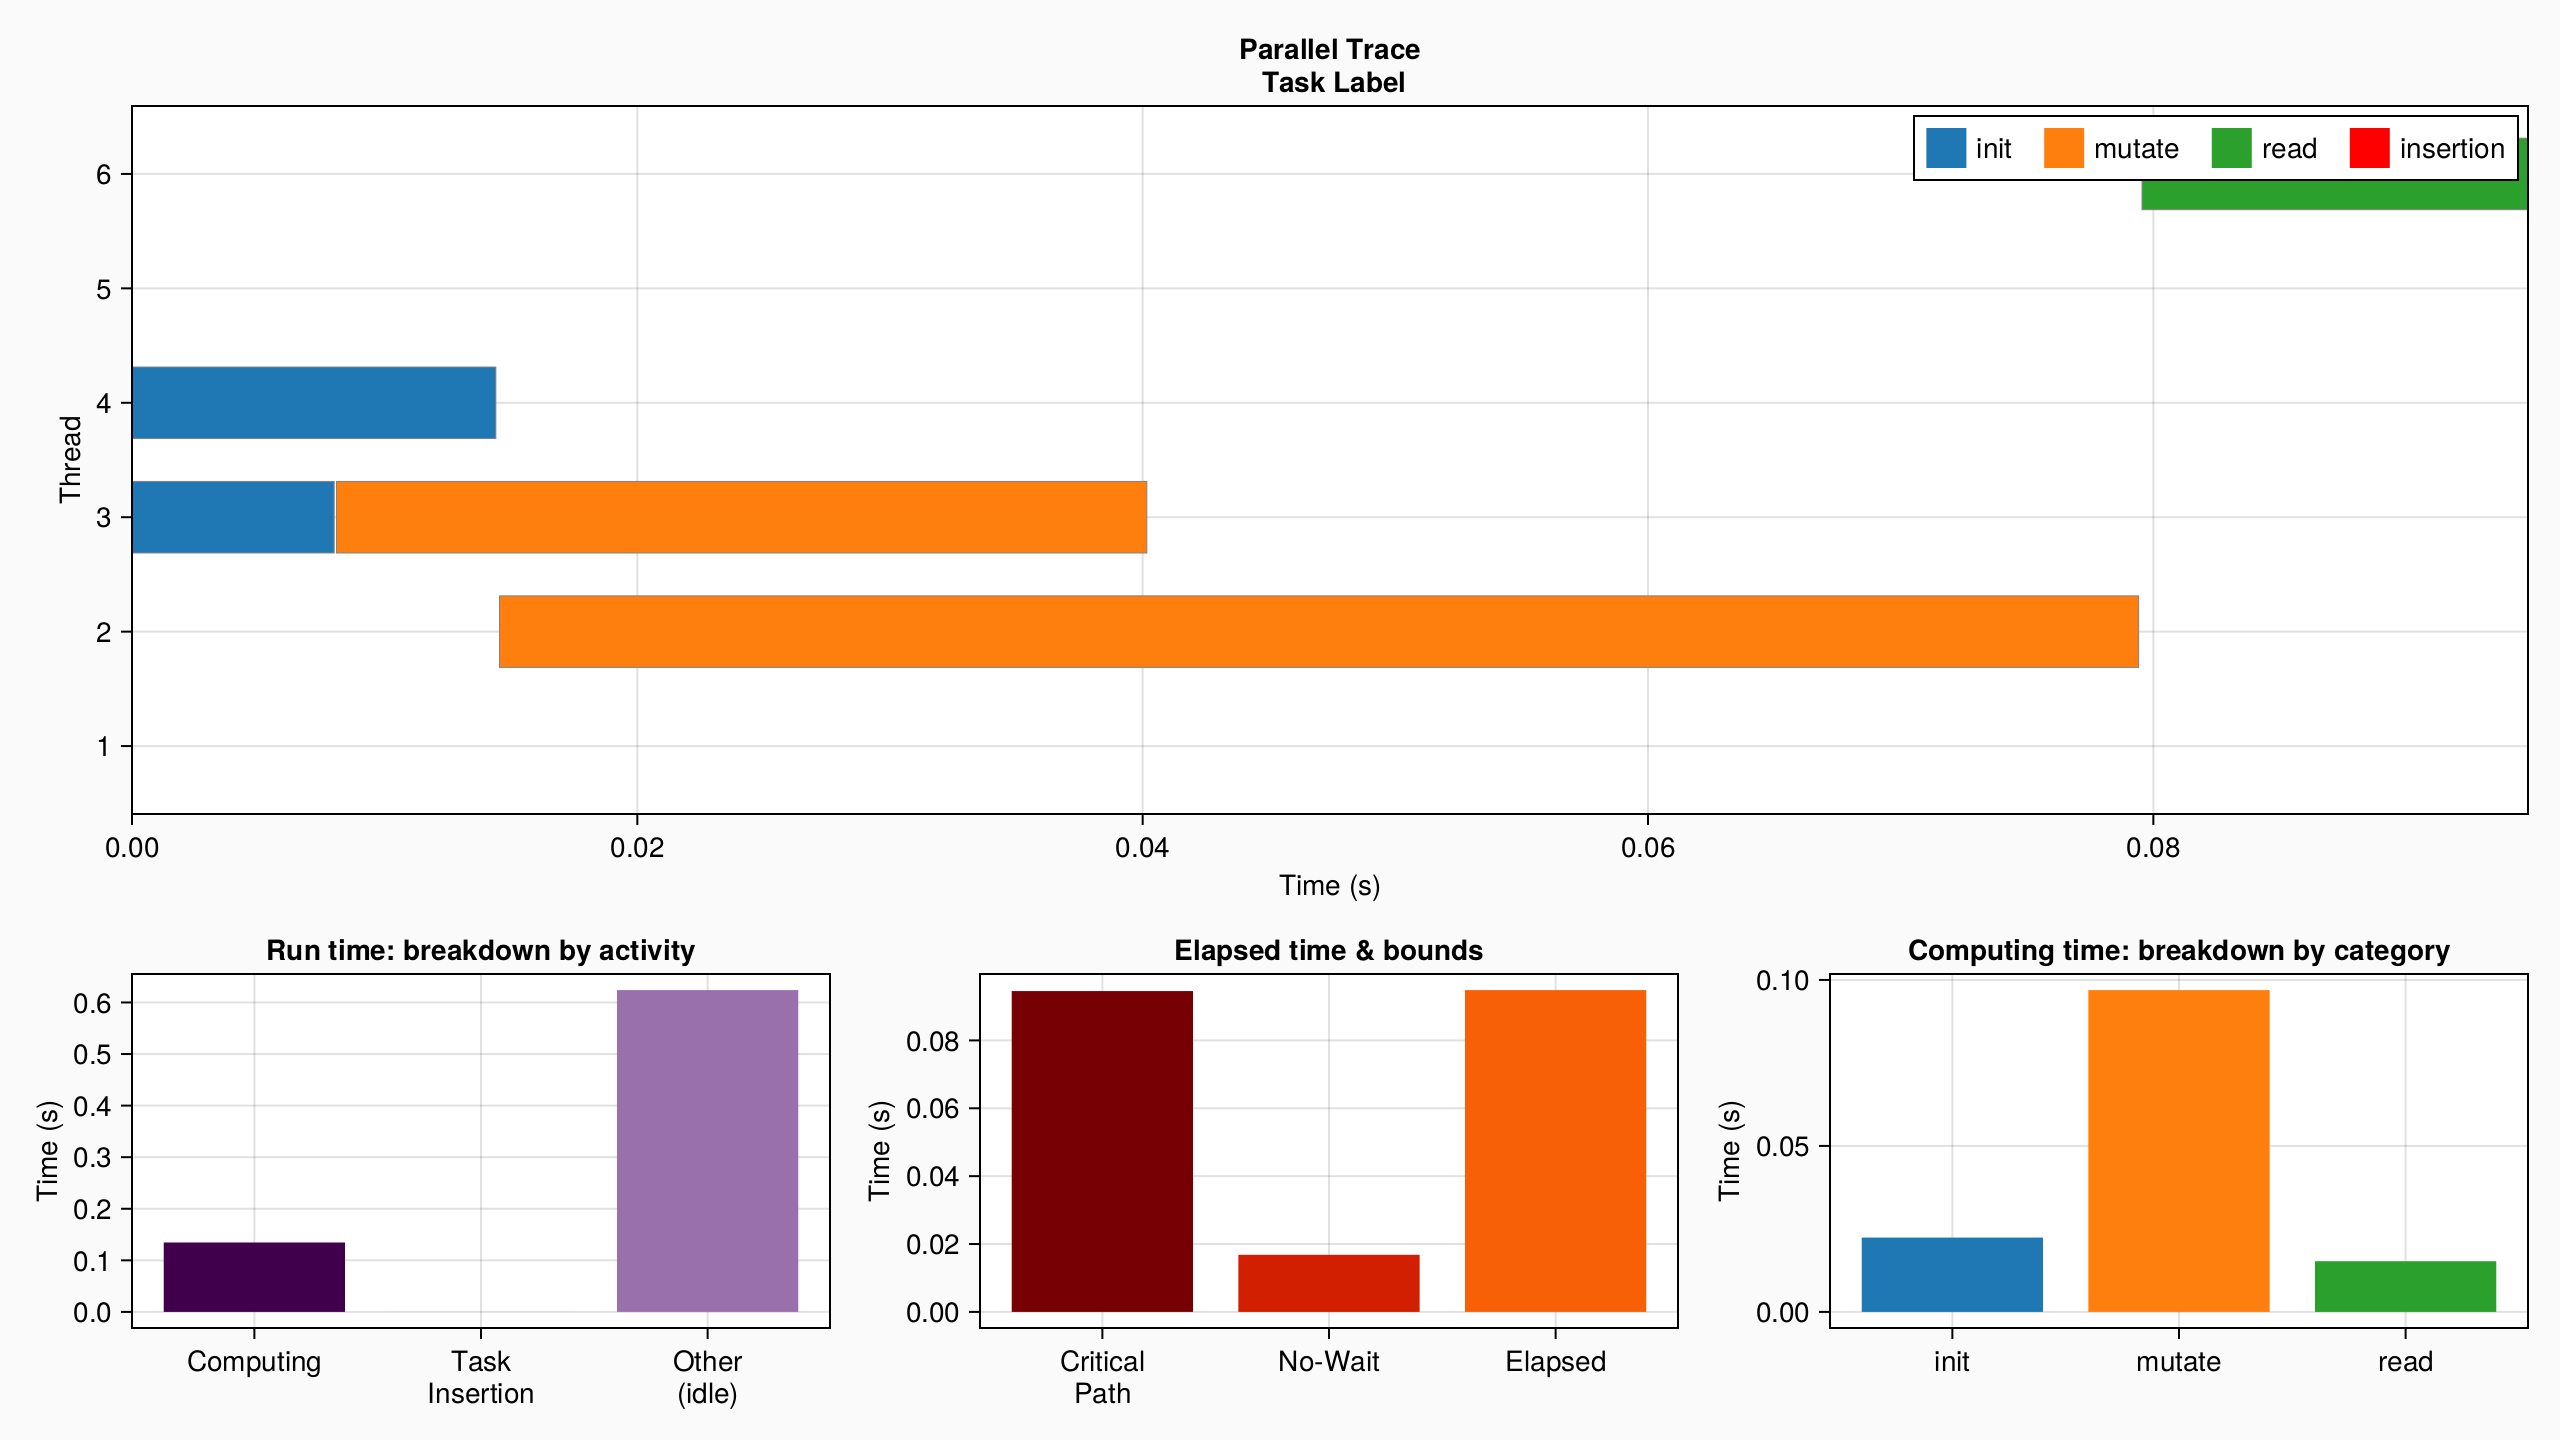 Parallel Trace
Task Label
init mutate read insertion
6
5
4
3
2
1
Thread
0.00 0.02 0.04 0.06 0.08
Time (s)
Run time: breakdown by activity
0.6
0.5
0.4
0.3
0.2
0.1
0.0
Time (s)
Computing Task Insertion Other (idle)
Elapsed time & bounds
0.08
0.06
0.04
0.02
0.00
Time (s)
Critical Path No-Wait Elapsed
Computing time: breakdown by category
0.10
0.05
0.00
Time (s)
init mutate read